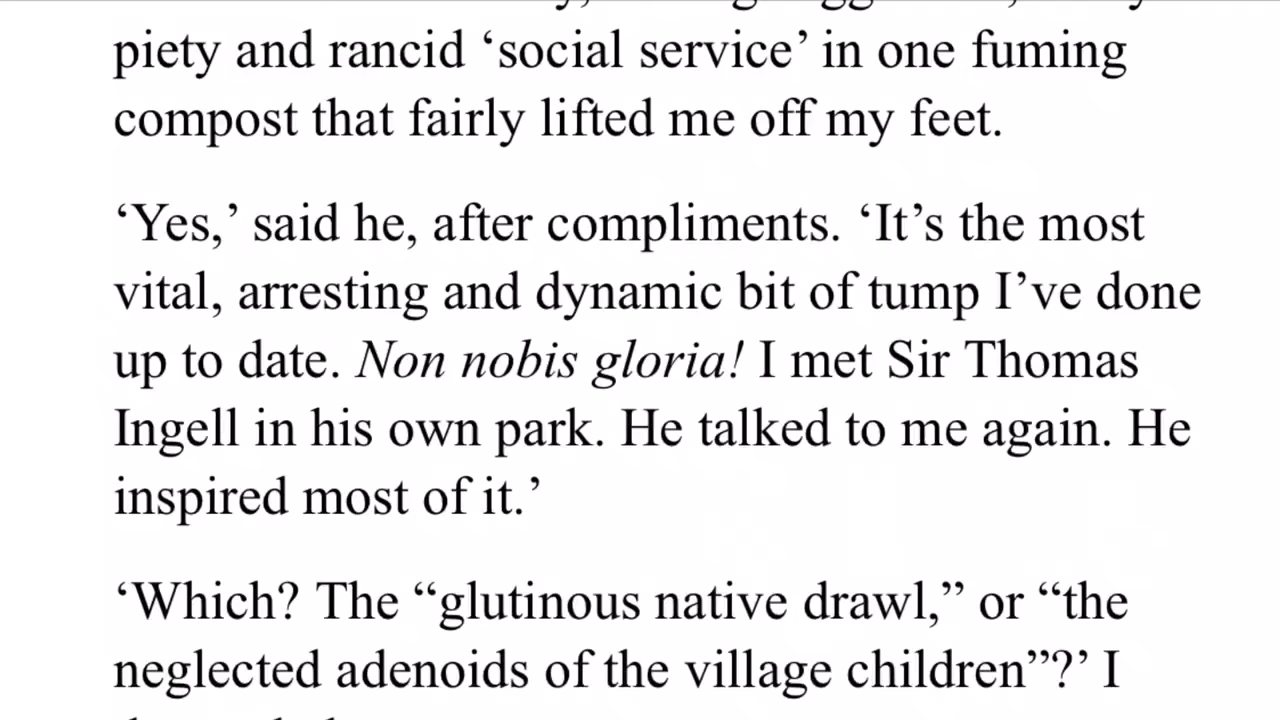 piety and rancid ‘social service’ in one fuming
compost that fairly lifted me off my feet.
‘Yes,’ said he, after compliments. ‘It’s the most
vital, arresting and dynamic bit of tump I’ve done
up to date. Non nobis gloria! I met Sir Thomas
Ingell in his own park. He talked to me again. He
inspired most of it.’
‘Which? The “glutinous native drawl,” or “the
neglected adenoids of the village children”?’ I